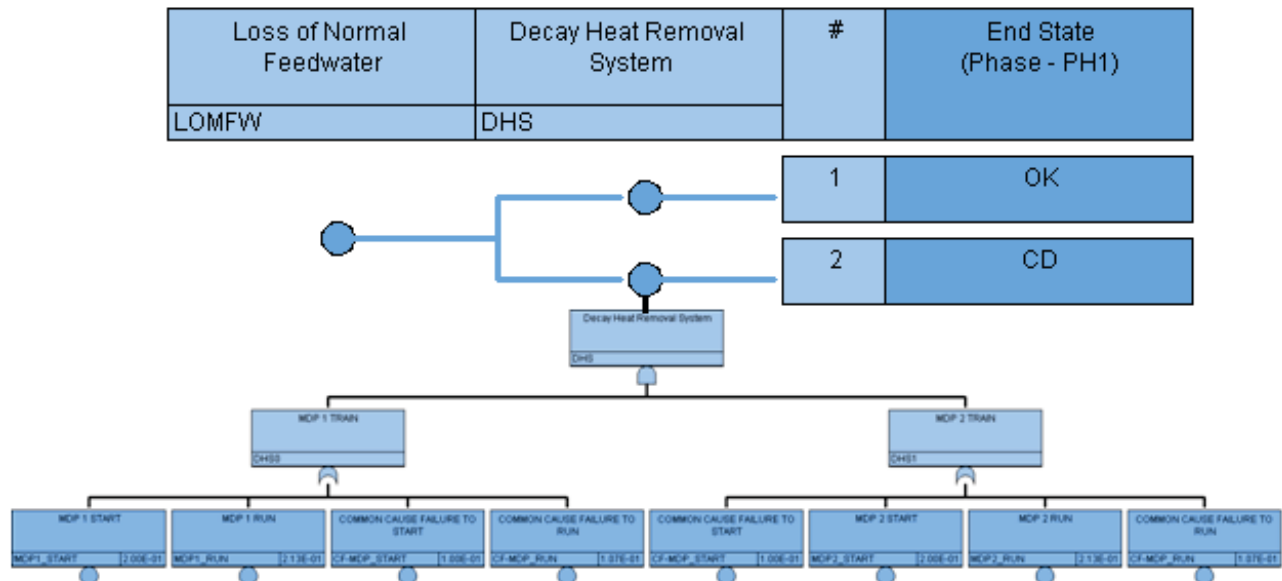 Loss of Normal
Feedwater
Decay Heat Removal
System
#
End State
(Phase - PH1)
LOMFW
DHS
1
OK
2
CD
Decay Heat Removal System
DHS
MDP 1 TRAIN
DHS0
MDP 2 TRAIN
DHS1
MDP 1 START
MDP1_START 2.00E-01
MDP 1 RUN
MDP1_RUN 2.13E-01
COMMON CAUSE FAILURE TO
START
CF-MDP_START 1.00E-01
COMMON CAUSE FAILURE TO
RUN
CF-MDP_RUN 1.07E-01
COMMON CAUSE FAILURE TO
START
CF-MDP_START 1.00E-01
MDP 2 START
MDP2_START 2.00E-01
MDP 2 RUN
MDP2_RUN 2.13E-01
COMMON CAUSE FAILURE TO
RUN
CF-MDP_RUN 1.07E-01